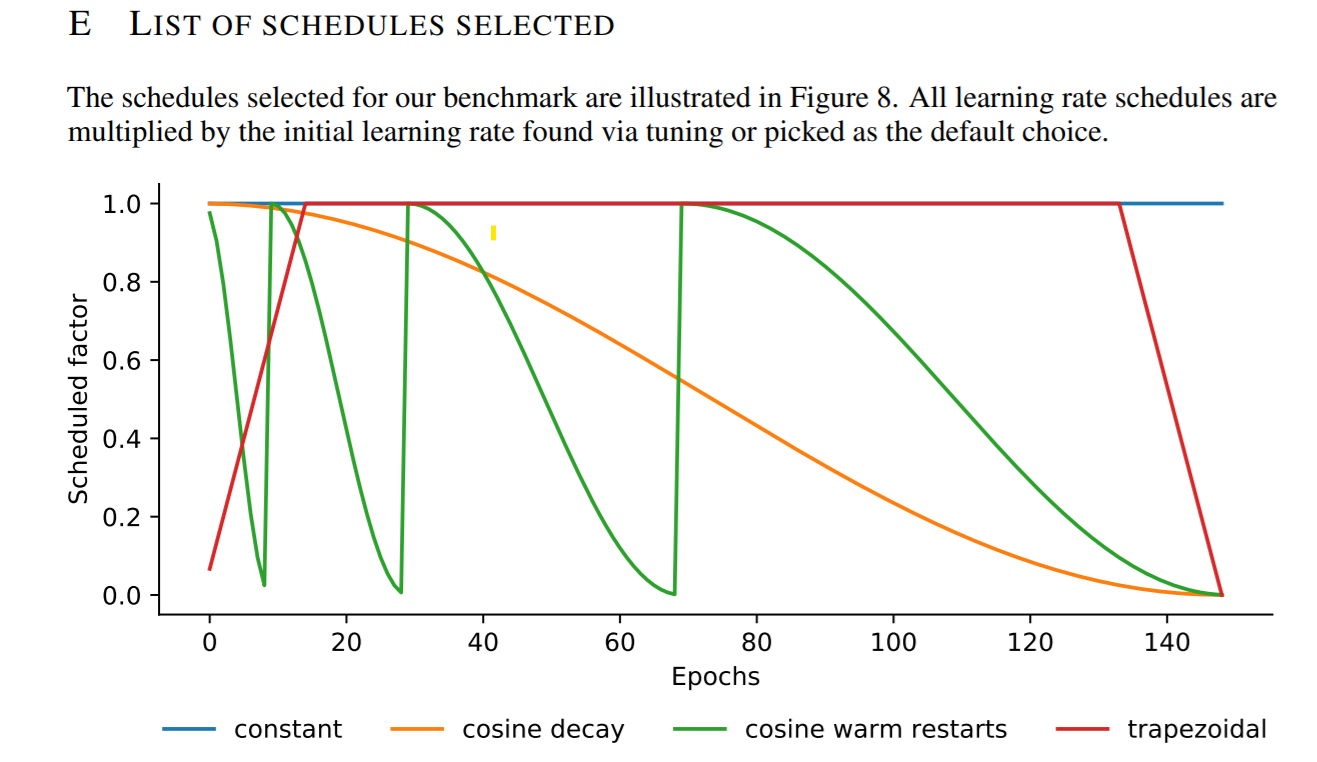 E LIST OF SCHEDULES SELECTED
The schedules selected for our benchmark are illustrated in Figure 8. All learning rate schedules are
multiplied by the initial learning rate found via tuning or picked as the default choice.
1.0
0.8
0.6
0.4
0.2
0.0
Scheduled factor
0 20 40 60 80 100 120 140
Epochs
constant cosine decay cosine warm restarts trapezoidal